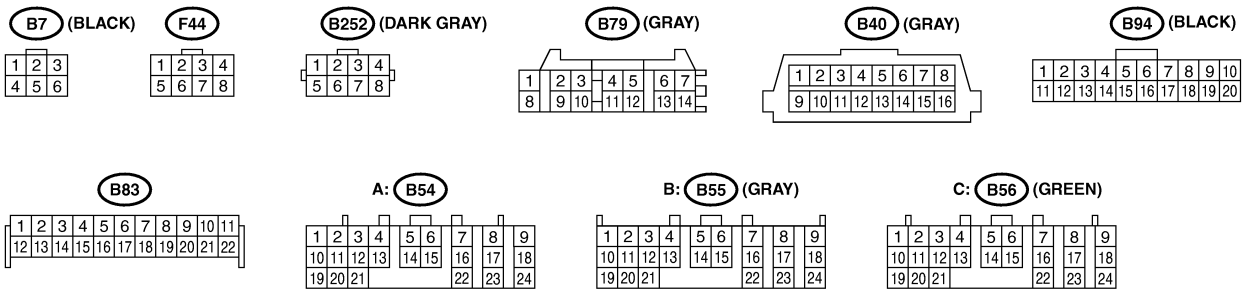 B7 (BLACK) F44 B252 (DARK GRAY) B79 (GRAY) B40 (GRAY) B94 (BLACK)
1 2 3 1 2 3 4 1 2 3 4 1 2 3 4 5 6 7 1 2 3 4 5 6 7 8 1 2 3 4 5 6 7 8 9 10
4 5 6 5 6 7 8 5 6 7 8 8 9 10 11 12 13 14 9 10 11 12 13 14 15 16 11 12 13 14 15 16 17 18 19 20
B83 A: B54 B: B55 (GRAY) C: B56 (GREEN)
1 2 3 4 5 6 7 8 9 10 11 1 2 3 4 5 6 7 8 9 1 2 3 4 5 6 7 8 9 1 2 3 4 5 6 7 8 9
12 13 14 15 16 17 18 19 20 21 22 10 11 12 13 14 15 16 17 18 10 11 12 13 14 15 16 17 18 10 11 12 13 14 15 16 17 18
19 20 21 22 23 24 19 20 21 22 23 24 19 20 21 22 23 24